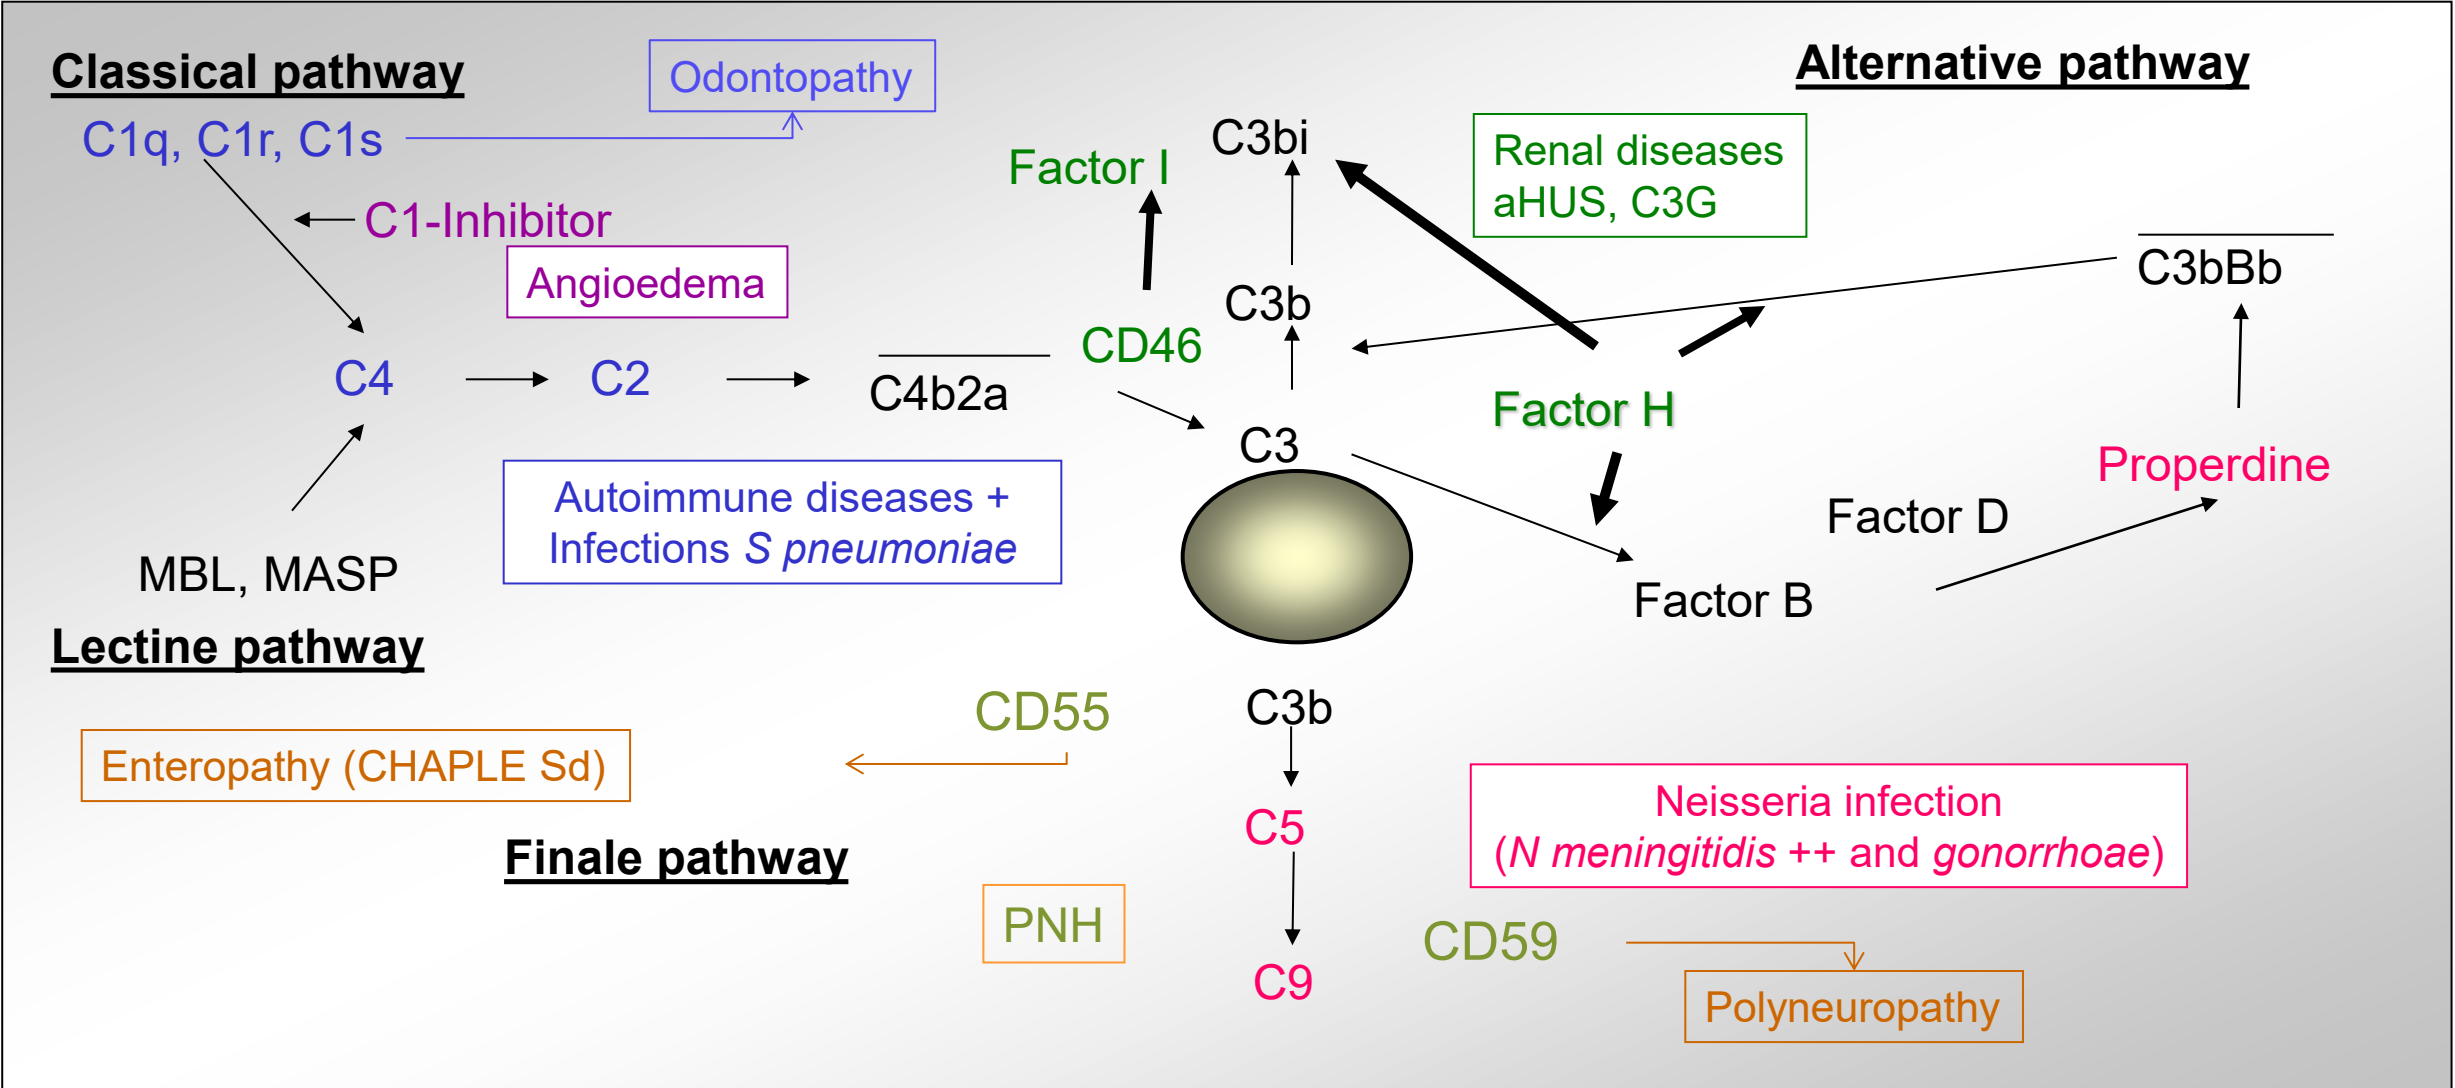 Classical pathway
Odontopathy
Alternative pathway
C1q, C1r, C1s
C3bi
Factor I
Renal diseases
aHUS, C3G
C1-Inhibitor
Angioedema
C3bBb
C3b
CD46
C4
C2
C4b2a
Factor H
C3
Properdine
Autoimmune diseases +
Infections S pneumoniae
Factor D
MBL, MASP
Factor B
Lectine pathway
CD55
C3b
Enteropathy (CHAPLE Sd)
Neisseria infection
(N meningitidis ++ and gonorrhoae)
C5
Finale pathway
PNH
CD59
C9
Polyneuropathy